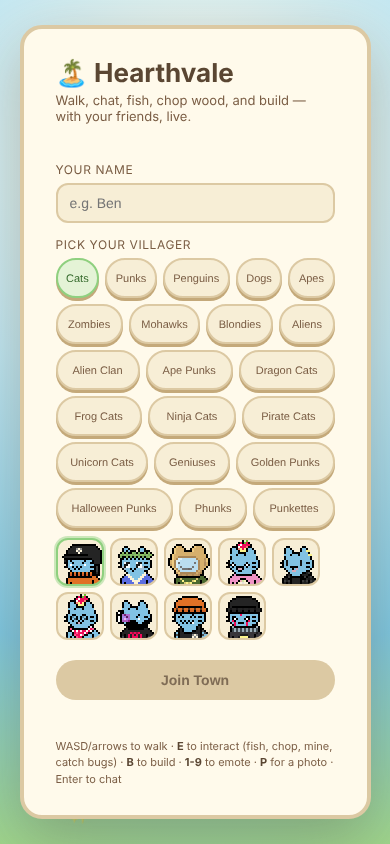 🏝️ Hearthvale
Walk, chat, fish, chop wood, and build —
with your friends, live.
YOUR NAME
e.g. Ben
PICK YOUR VILLAGER
Cats Punks Penguins Dogs Apes
Zombies Mohawks Blondies Aliens
Alien Clan Ape Punks Dragon Cats
Frog Cats Ninja Cats Pirate Cats
Unicorn Cats Geniuses Golden Punks
Halloween Punks Phunks Punkettes
Join Town
WASD/arrows to walk · E to interact (fish, chop, mine,
catch bugs) · B to build · 1-9 to emote · P for a photo ·
Enter to chat